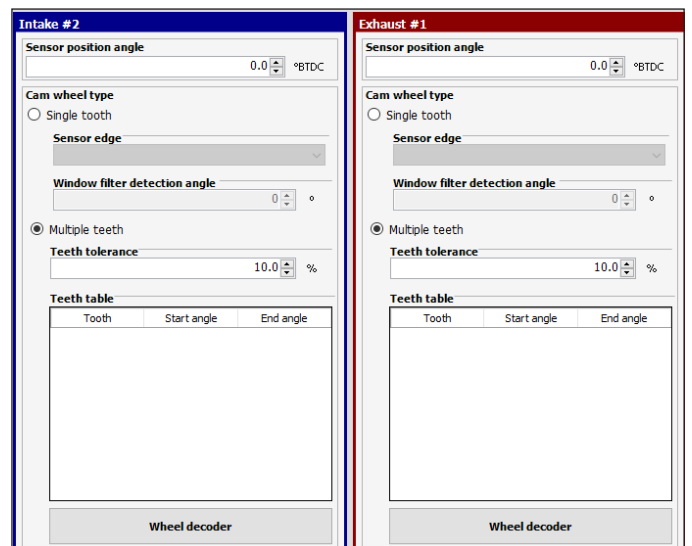 Intake #2
Sensor position angle
0.0 °BTDC
Cam wheel type
Single tooth
Sensor edge
Window filter detection angle
0 °
Multiple teeth
Teeth tolerance
10.0 %
Teeth table
Tooth Start angle End angle
Wheel decoder
Exhaust #1
Sensor position angle
0.0 °BTDC
Cam wheel type
Single tooth
Sensor edge
Window filter detection angle
0 °
Multiple teeth
Teeth tolerance
10.0 %
Teeth table
Tooth Start angle End angle
Wheel decoder